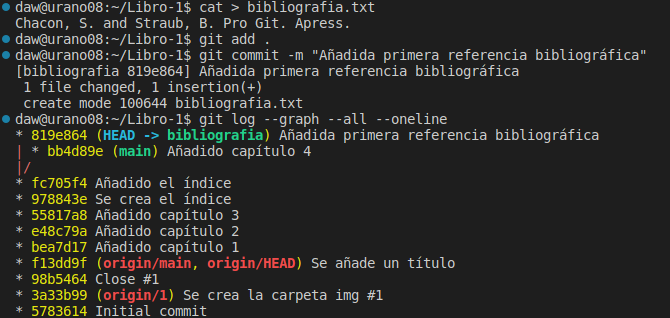 daw@urano08:~/Libro-1$ cat > bibliografia.txt
Chacon, S. and Straub, B. Pro Git. Apress.
daw@urano08:~/Libro-1$ git add .
daw@urano08:~/Libro-1$ git commit -m "Añadida primera referencia bibliográfica"
[bibliografia 819e864] Añadida primera referencia bibliográfica
 1 file changed, 1 insertion(+)
 create mode 100644 bibliografia.txt
daw@urano08:~/Libro-1$ git log --graph --all --oneline
* 819e864 (HEAD -> bibliografia) Añadida primera referencia bibliográfica
| * bb4d89e (main) Añadido capítulo 4
|/
* fc705f4 Añadido el índice
* 978843e Se crea el índice
* 55817a8 Añadido capítulo 3
* e48c79a Añadido capítulo 2
* bea7d17 Añadido capítulo 1
* f13dd9f (origin/main, origin/HEAD) Se añade un título
* 98b5464 Close #1
* 3a33b99 (origin/1) Se crea la carpeta img #1
* 5783614 Initial commit